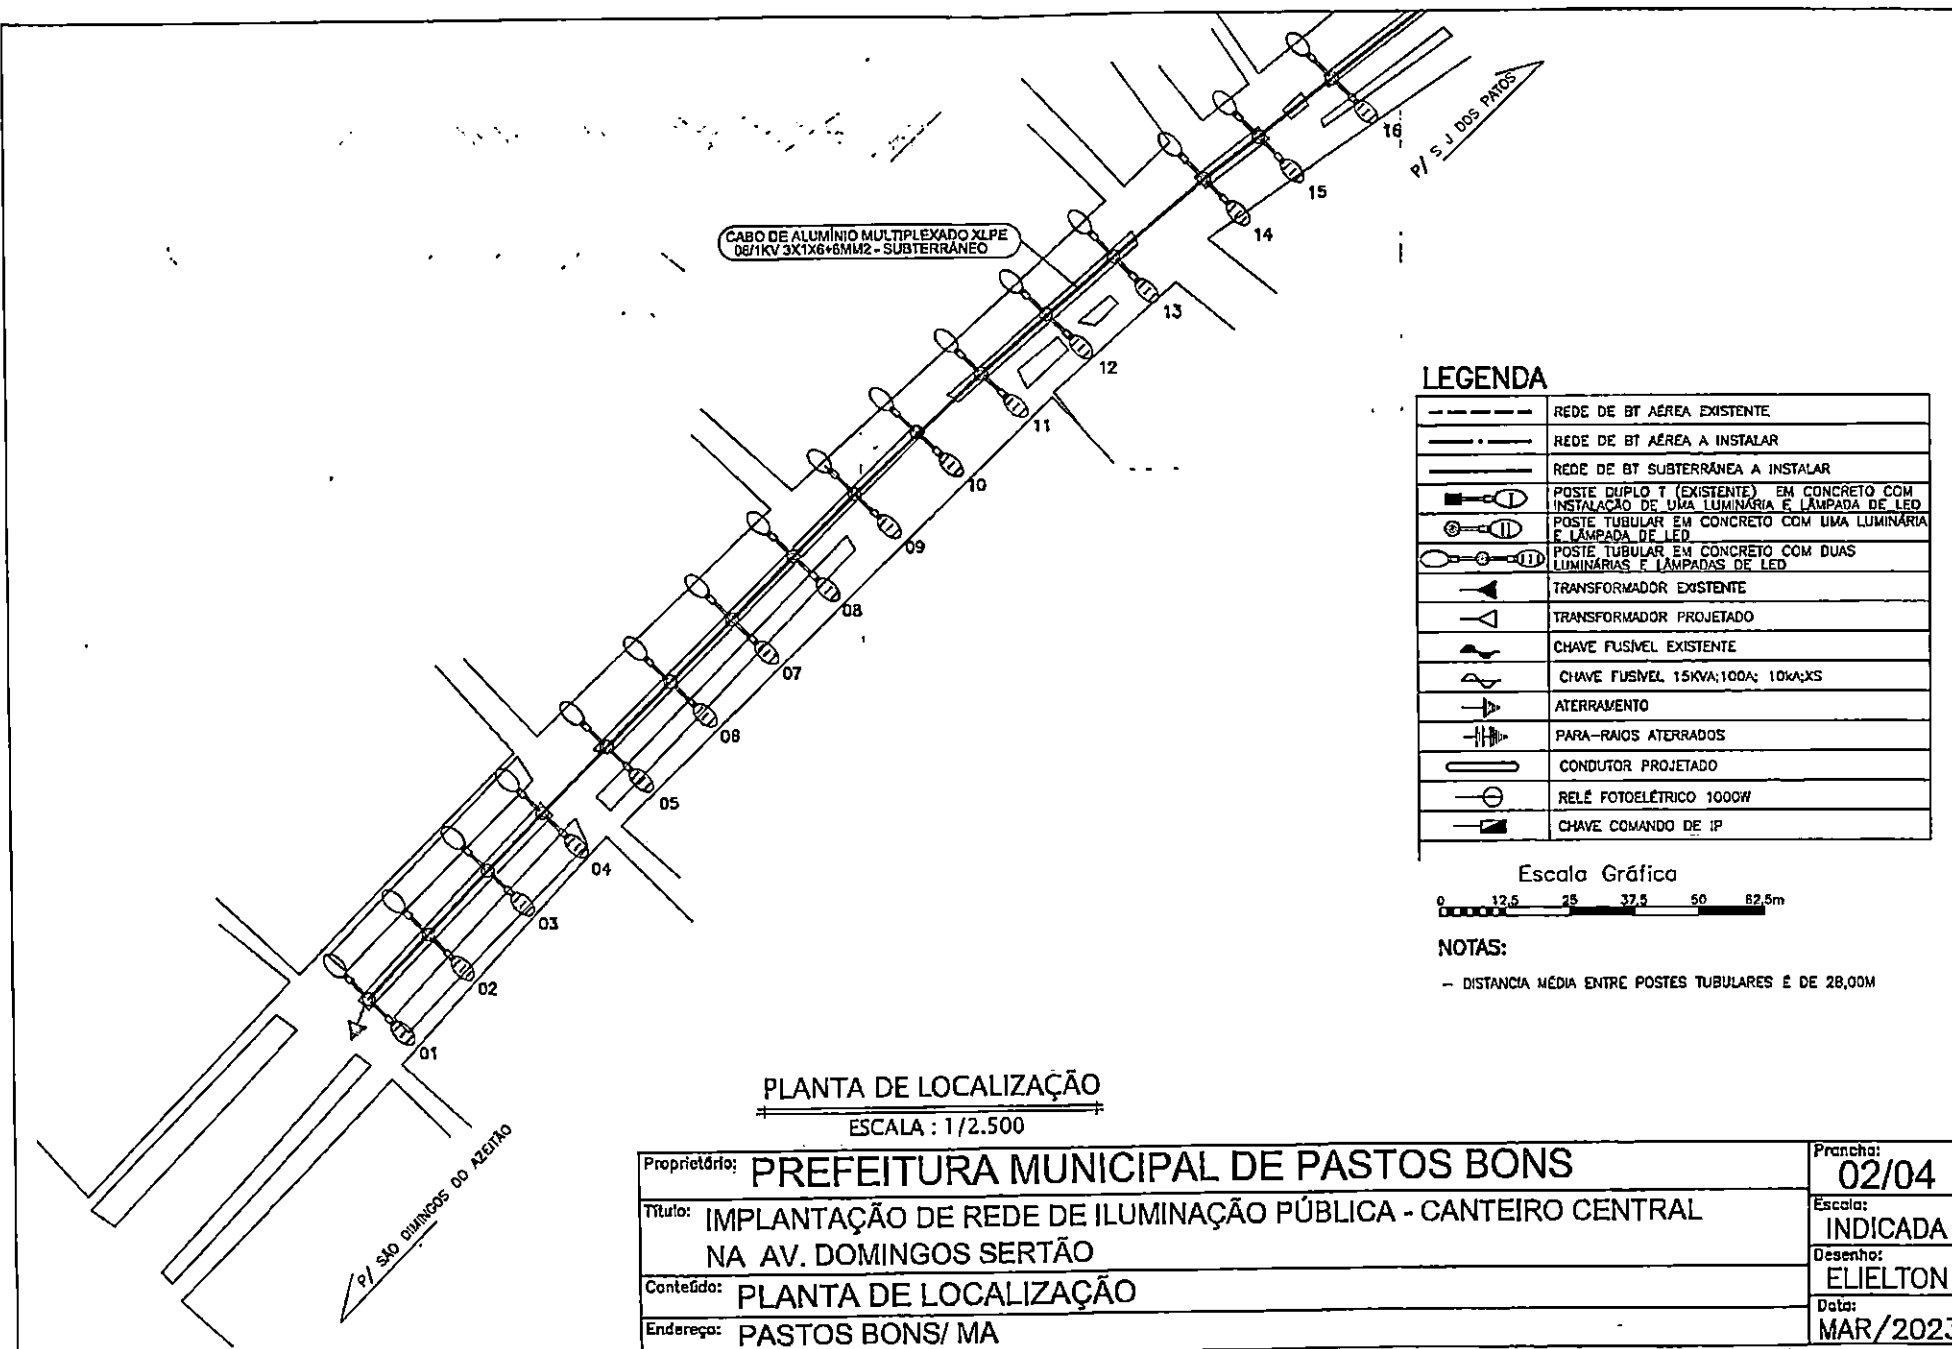 16
P/ S J DOS PATOS
15
14
CABO DE ALUMÍNIO MULTIPLEXADO XLPE
06/1KV 3X1X6+6MM2 - SUBTERRÂNEO
13
12
11
10
09
08
07
06
05
04
03
02
01
P/ SÃO DIMINGOS DO AZEITÃO
LEGENDA
REDE DE BT AÉREA EXISTENTE
REDE DE BT AÉREA A INSTALAR
REDE DE BT SUBTERRÂNEA A INSTALAR
POSTE DUPLO T (EXISTENTE) EM CONCRETO COM
INSTALAÇÃO DE UMA LUMINÁRIA E LÂMPADA DE LED
POSTE TUBULAR EM CONCRETO COM UMA LUMINÁRIA
E LÂMPADA DE LED
POSTE TUBULAR EM CONCRETO COM DUAS
LUMINÁRIAS E LÂMPADAS DE LED
TRANSFORMADOR EXISTENTE
TRANSFORMADOR PROJETADO
CHAVE FUSÍVEL EXISTENTE
CHAVE FUSÍVEL 15KVA;100A; 10kA;XS
ATERRAMENTO
PARA-RAIOS ATERRADOS
CONDUTOR PROJETADO
RELÉ FOTOELÉTRICO 1000W
CHAVE COMANDO DE IP
Escala Gráfica
0 12,5 25 37,5 50 62,5m
NOTAS:
- DISTANCIA MÉDIA ENTRE POSTES TUBULARES É DE 28,00M
PLANTA DE LOCALIZAÇÃO
ESCALA : 1/2.500
Proprietário: PREFEITURA MUNICIPAL DE PASTOS BONS
Título: IMPLANTAÇÃO DE REDE DE ILUMINAÇÃO PÚBLICA - CANTEIRO CENTRAL
NA AV. DOMINGOS SERTÃO
Conteúdo: PLANTA DE LOCALIZAÇÃO
Endereço: PASTOS BONS/ MA
Prancha:
02/04
Escala:
INDICADA
Desenho:
ELIELTON
Data:
MAR/2023